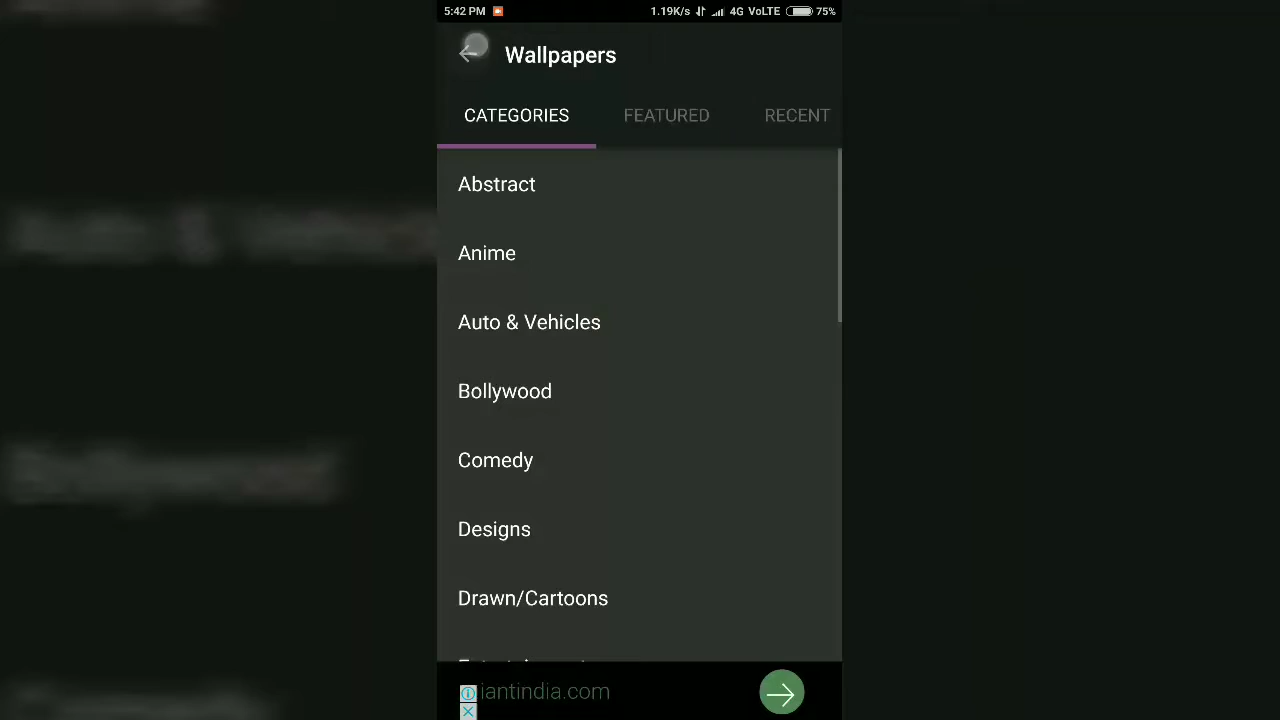 5:42 PM 1.19K/s 4G VoLTE 75%
Wallpapers
CATEGORIES FEATURED RECENT
Abstract
Anime
Auto & Vehicles
Bollywood
Comedy
Designs
Drawn/Cartoons
iantindia.com